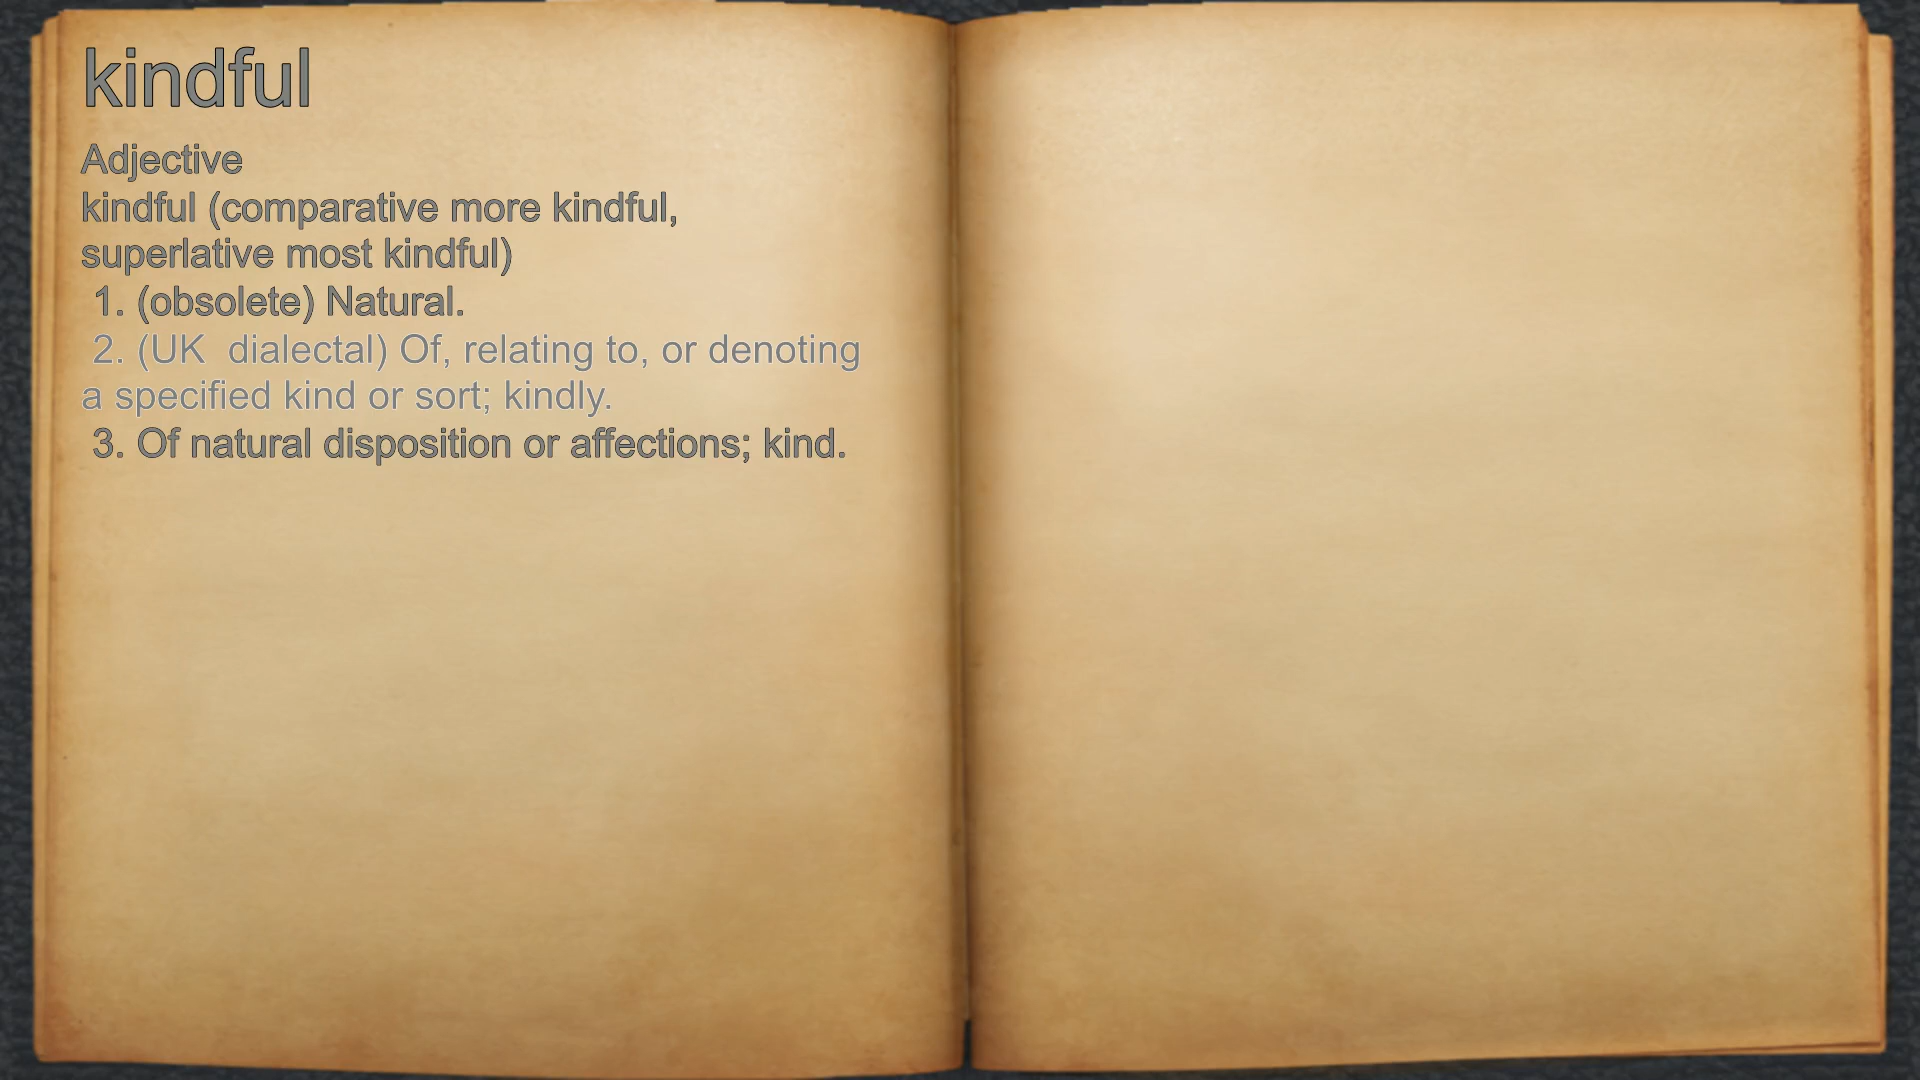 kindful
Adjective
kindful (comparative more kindful,
superlative most kindful)
1. (obsolete) Natural.
2. (UK  dialectal) Of, relating to, or denoting
a specified kind or sort; kindly.
3. Of natural disposition or affections; kind.